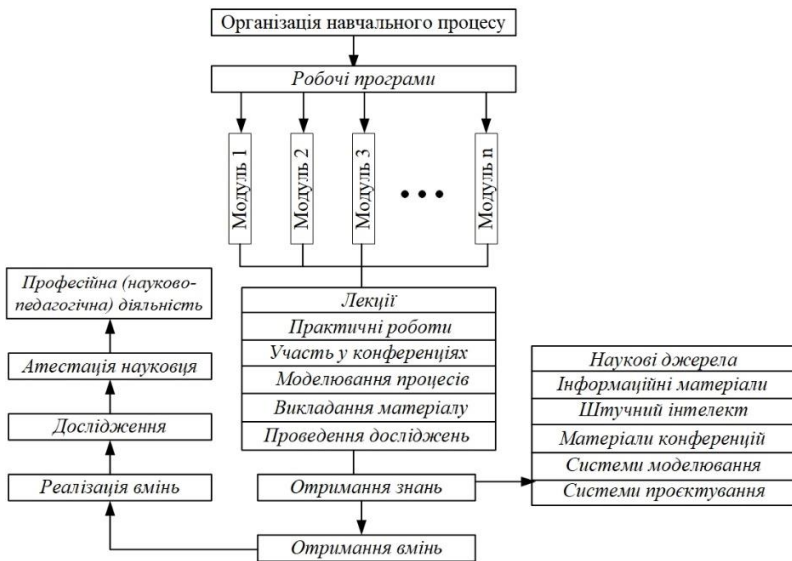 Організація навчального процесу
Робочі програми
Модуль 1
Модуль 2
Модуль 3
• • •
Модуль n
Лекції
Практичні роботи
Участь у конференціях
Моделювання процесів
Викладання матеріалу
Проведення досліджень
Отримання знань
Отримання вмінь
Професійна (науково-
педагогічна) діяльність
Атестація науковця
Дослідження
Реалізація вмінь
Наукові джерела
Інформаційні матеріали
Штучний інтелект
Матеріали конференцій
Системи моделювання
Системи проєктування